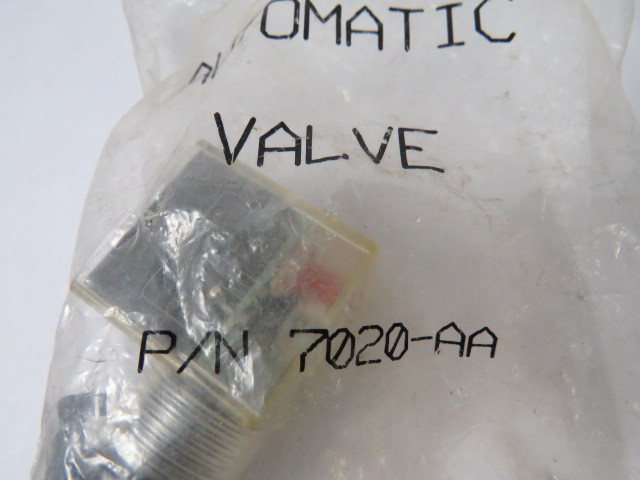 OMATIC
VALVE
P/N 7020-AA